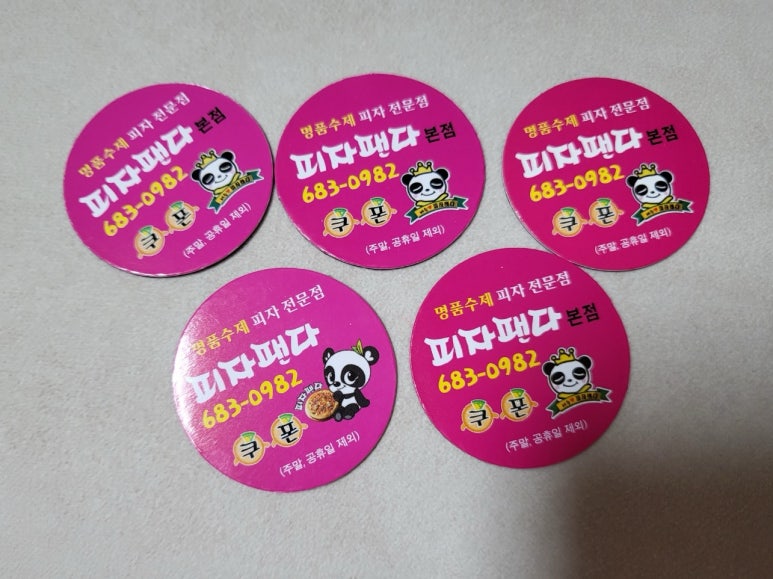 명품수제 피자 전문점
피자팬다 본점
683-0982
쿠폰
(주말, 공휴일 제외)
명품수제 피자 전문점
피자팬다 본점
683-0982
쿠폰
(주말, 공휴일 제외)
명품수제 피자 전문점
피자팬다 본점
683-0982
쿠폰
(주말, 공휴일 제외)
명품수제 피자 전문점
피자팬다
683-0982
피자팬다
쿠폰
(주말, 공휴일 제외)
명품수제 피자 전문점
피자팬다 본점
683-0982
쿠폰
(주말, 공휴일 제외)